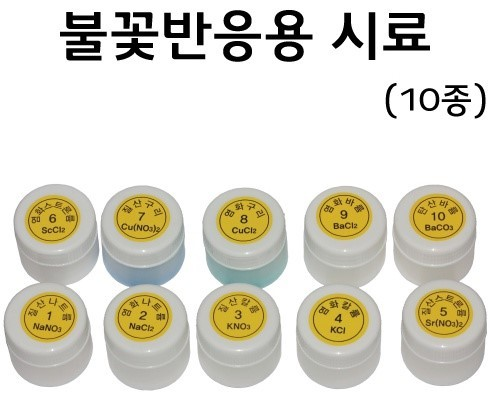 불꽃반응용 시료
(10종)
염화스트론튬
6
ScCl2
질산구리
7
Cu(NO3)2
염화구리
8
CuCl2
염화바륨
9
BaCl2
탄산바륨
10
BaCO3
질산나트륨
1
NaNO3
염화나트륨
2
NaCl2
질산칼륨
3
KNO3
염화칼륨
4
KCl
질산스트론튬
5
Sr(NO3)2